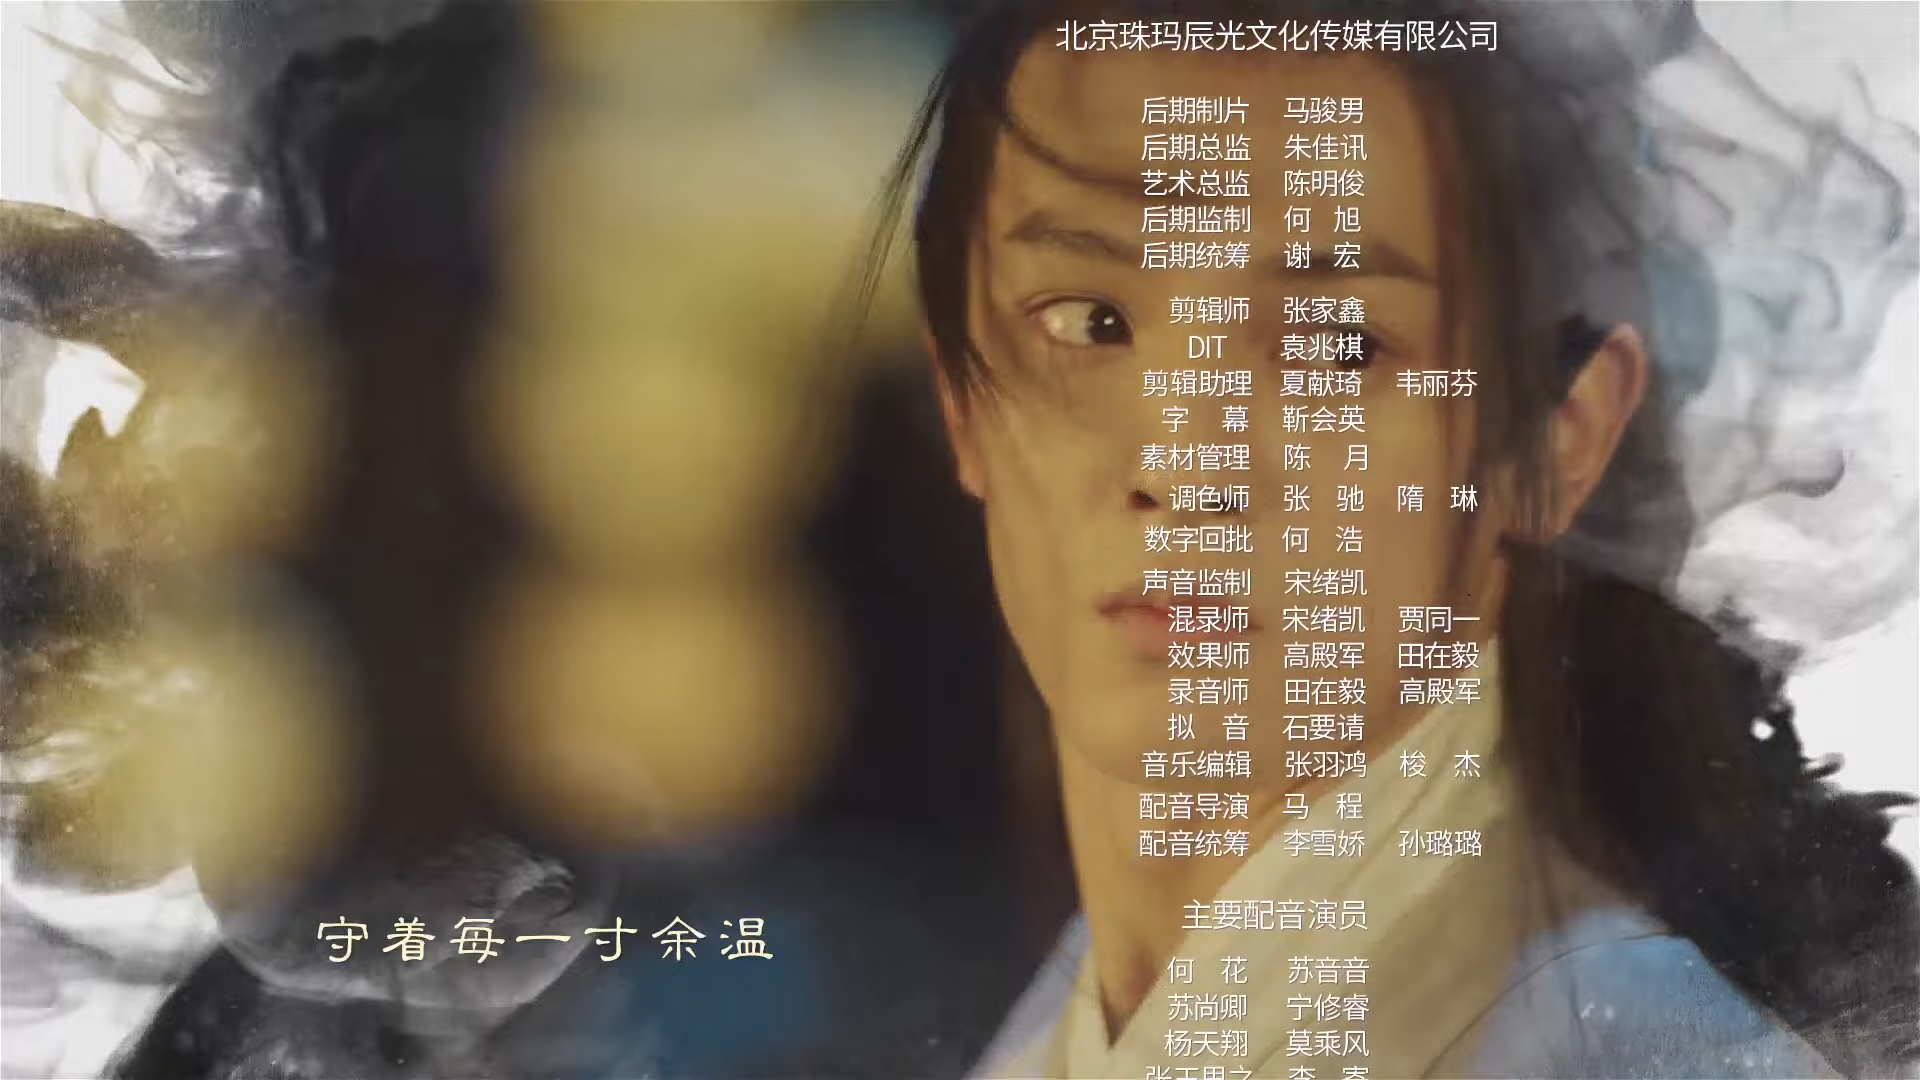 北京珠玛辰光文化传媒有限公司
后期制片 马骏男
后期总监 朱佳讯
艺术总监 陈明俊
后期监制 何 旭
后期统筹 谢 宏
剪辑师 张家鑫
DIT 袁兆棋
剪辑助理 夏献琦 韦丽芬
字 幕 靳会英
素材管理 陈 月
调色师 张 驰 隋 琳
数字回批 何 浩
声音监制 宋绪凯
混录师 宋绪凯 贾同一
效果师 高殿军 田在毅
录音师 田在毅 高殿军
拟 音 石要请
音乐编辑 张羽鸿 梭 杰
配音导演 马 程
配音统筹 李雪娇 孙璐璐
主要配音演员
何 花 苏音音
苏尚卿 宁修睿
杨天翔 莫乘风
守着每一寸余温